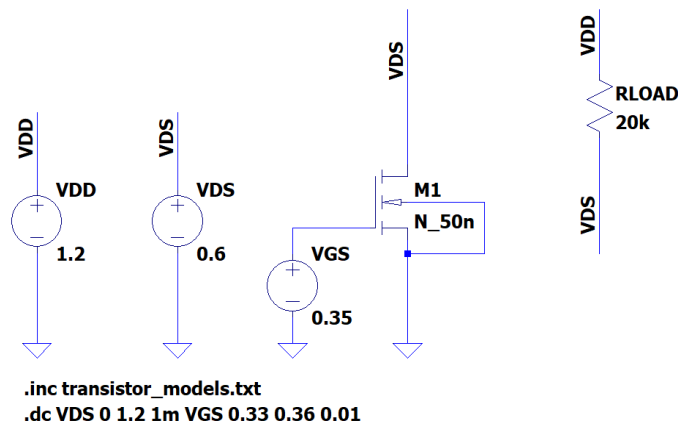 VDS
VDD
VDD
VDS
RLOAD
20k
VDD
VDS
M1
N_50n
VDS
1.2
0.6
VGS
0.35
.inc transistor_models.txt
.dc VDS 0 1.2 1m VGS 0.33 0.36 0.01